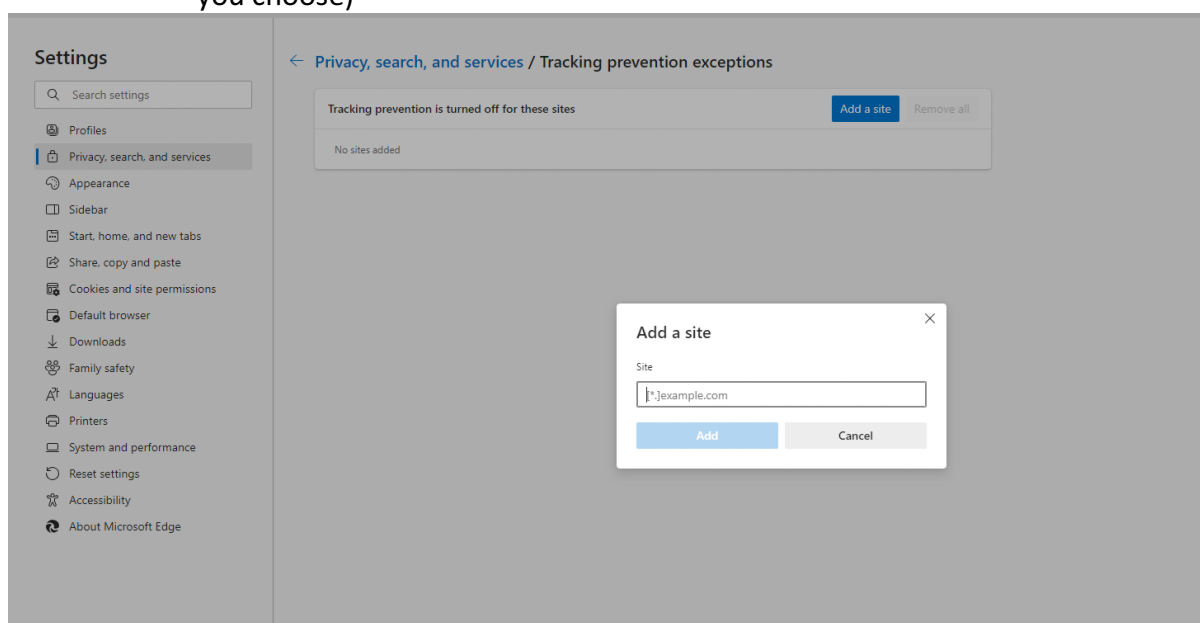 you choose)
Settings
Search settings
Profiles
Privacy, search, and services
Appearance
Sidebar
Start, home, and new tabs
Share, copy and paste
Cookies and site permissions
Default browser
Downloads
Family safety
Languages
Printers
System and performance
Reset settings
Accessibility
About Microsoft Edge
Privacy, search, and services / Tracking prevention exceptions
Tracking prevention is turned off for these sites Add a site Remove all
No sites added
Add a site
Site
[*.]example.com
Add Cancel